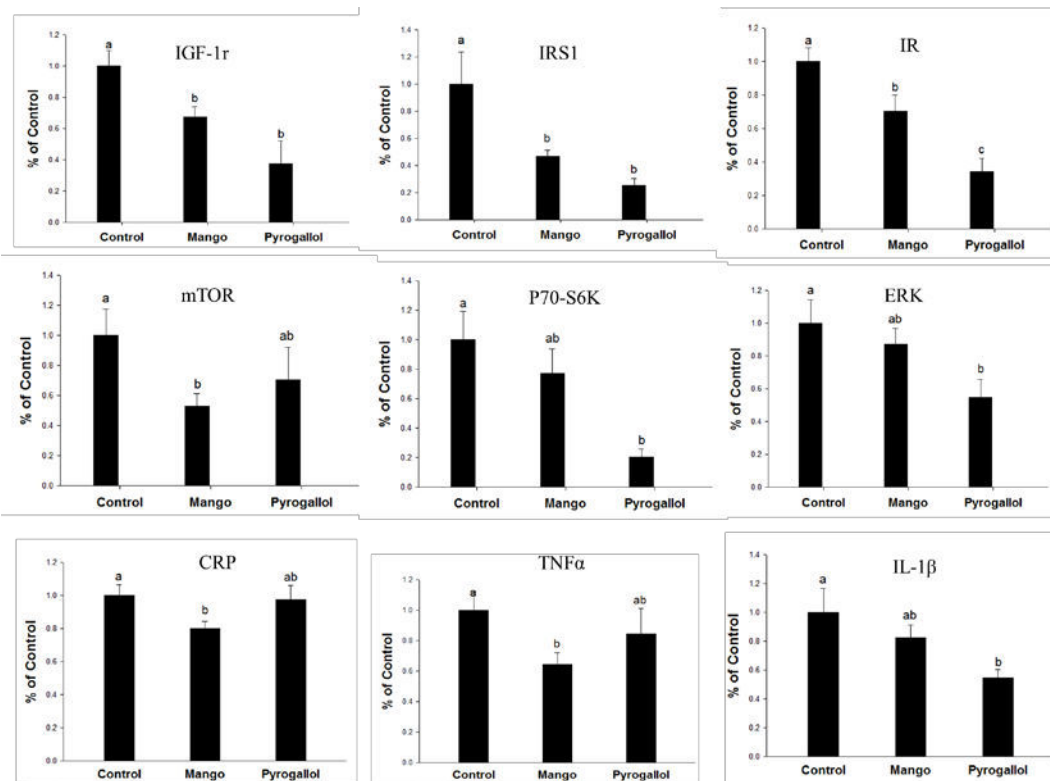 IGF-1r
% of Control
1.2
1.0
0.8
0.6
0.4
0.2
0.0
a
b
b
Control Mango Pyrogallol
IRS1
% of Control
1.4
1.2
1.0
0.8
0.6
0.4
0.2
0.0
a
b
b
Control Mango Pyrogallol
IR
% of Control
1.2
1.0
0.8
0.6
0.4
0.2
0.0
a
b
c
Control Mango Pyrogallol
mTOR
% of Control
1.4
1.2
1.0
0.8
0.6
0.4
0.2
0.0
a
b
ab
Control Mango Pyrogallol
P70-S6K
% of Control
1.4
1.2
1.0
0.8
0.6
0.4
0.2
0.0
a
ab
b
Control Mango Pyrogallol
ERK
% of Control
1.4
1.2
1.0
0.8
0.6
0.4
0.2
0.0
a
ab
b
Control Mango Pyrogallol
CRP
% of Control
1.2
1.0
0.8
0.6
0.4
0.2
0.0
a
b
ab
Control Mango Pyrogallol
TNFα
% of Control
1.2
1.0
0.8
0.6
0.4
0.2
0.0
a
b
ab
Control Mango Pyrogallol
IL-1β
% of Control
1.4
1.2
1.0
0.8
0.6
0.4
0.2
0.0
a
ab
b
Control Mango Pyrogallol